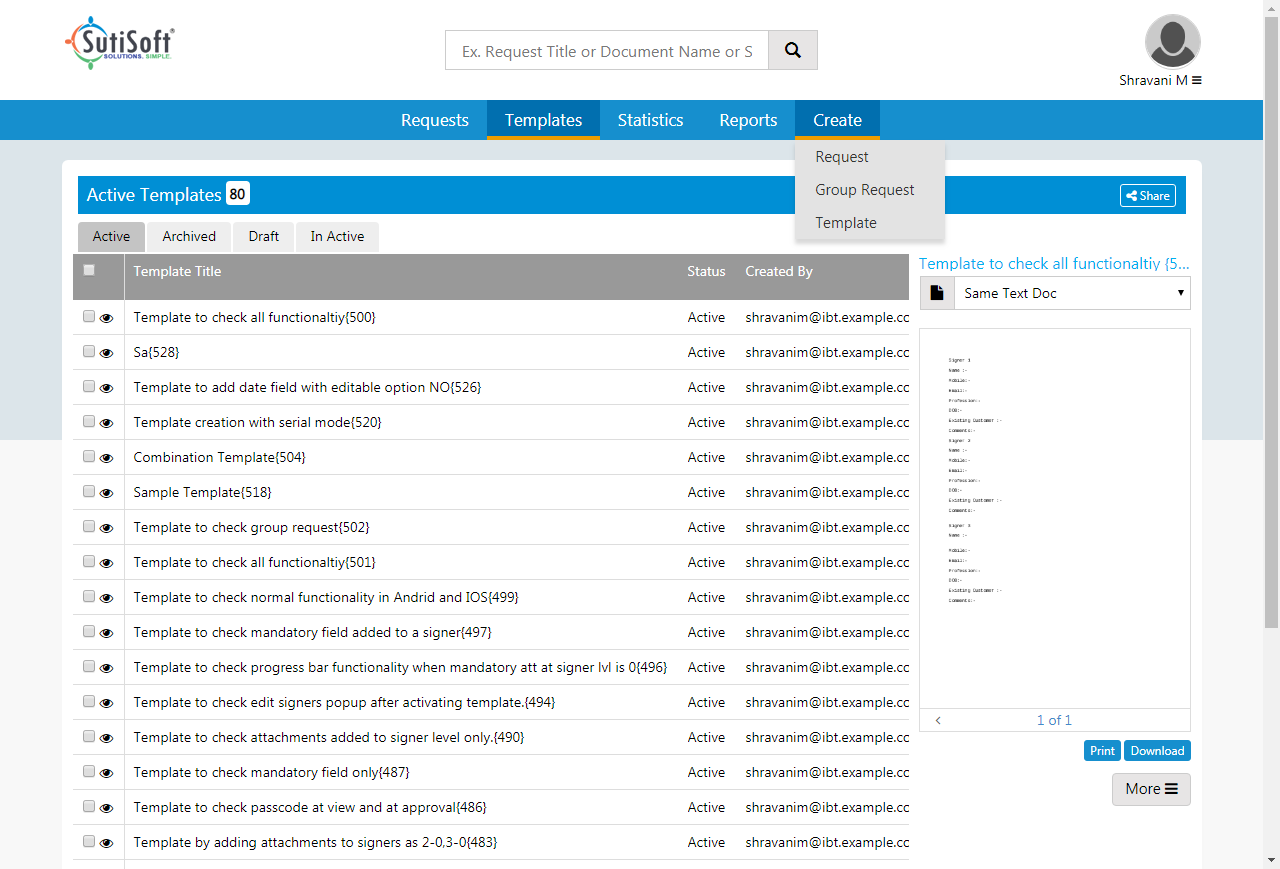 SutiSoft®
SOLUTIONS. SIMPLE.
Ex. Request Title or Document Name or S
Shravani M
Requests
Templates
Statistics
Reports
Create
Request
Group Request
Template
Active Templates 80
Share
Active
Archived
Draft
In Active
Template Title Status Created By
Template to check all functionaltiy{500} Active shravanim@ibt.example.cc
Sa{528} Active shravanim@ibt.example.cc
Template to add date field with editable option NO{526} Active shravanim@ibt.example.cc
Template creation with serial mode{520} Active shravanim@ibt.example.cc
Combination Template{504} Active shravanim@ibt.example.cc
Sample Template{518} Active shravanim@ibt.example.cc
Template to check group request{502} Active shravanim@ibt.example.cc
Template to check all functionaltiy{501} Active shravanim@ibt.example.cc
Template to check normal functionality in Andrid and IOS{499} Active shravanim@ibt.example.cc
Template to check mandatory field added to a signer{497} Active shravanim@ibt.example.cc
Template to check progress bar functionality when mandatory att at signer lvl is 0{496} Active shravanim@ibt.example.cc
Template to check edit signers popup after activating template.{494} Active shravanim@ibt.example.cc
Template to check attachments added to signer level only.{490} Active shravanim@ibt.example.cc
Template to check mandatory field only{487} Active shravanim@ibt.example.cc
Template to check passcode at view and at approval{486} Active shravanim@ibt.example.cc
Template by adding attachments to signers as 2-0,3-0{483} Active shravanim@ibt.example.cc
Template to check all functionaltiy {5...
Same Text Doc
Signer 1
Name :-
Mobile:-
Email:-
Profession:-
DOB:-
Existing Customer :-
Comments:-
Signer 2
Name :-
Mobile:-
Email:-
Profession:-
DOB:-
Existing Customer :-
Comments:-
Signer 3
Name :-
Mobile:-
Email:-
Profession:-
DOB:-
Existing Customer :-
Comments:-
1 of 1
Print
Download
More